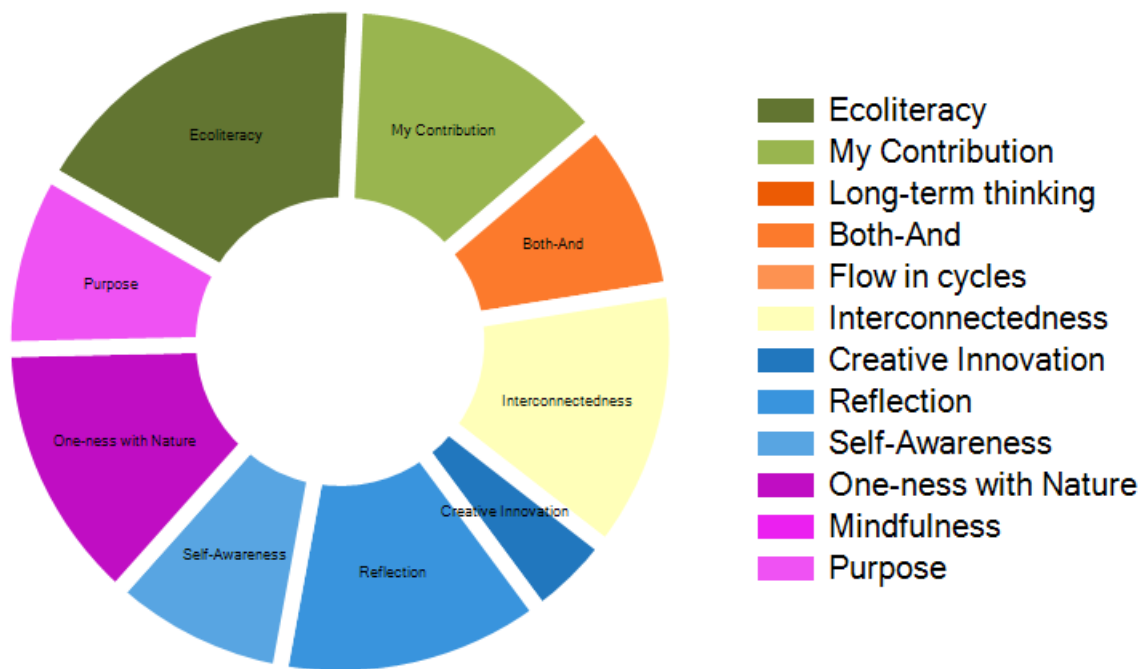 Ecoliteracy
My Contribution
Both-And
Purpose
Interconnectedness
One-ness with Nature
Creative Innovation
Self-Awareness
Reflection
Ecoliteracy
My Contribution
Long-term thinking
Both-And
Flow in cycles
Interconnectedness
Creative Innovation
Reflection
Self-Awareness
One-ness with Nature
Mindfulness
Purpose